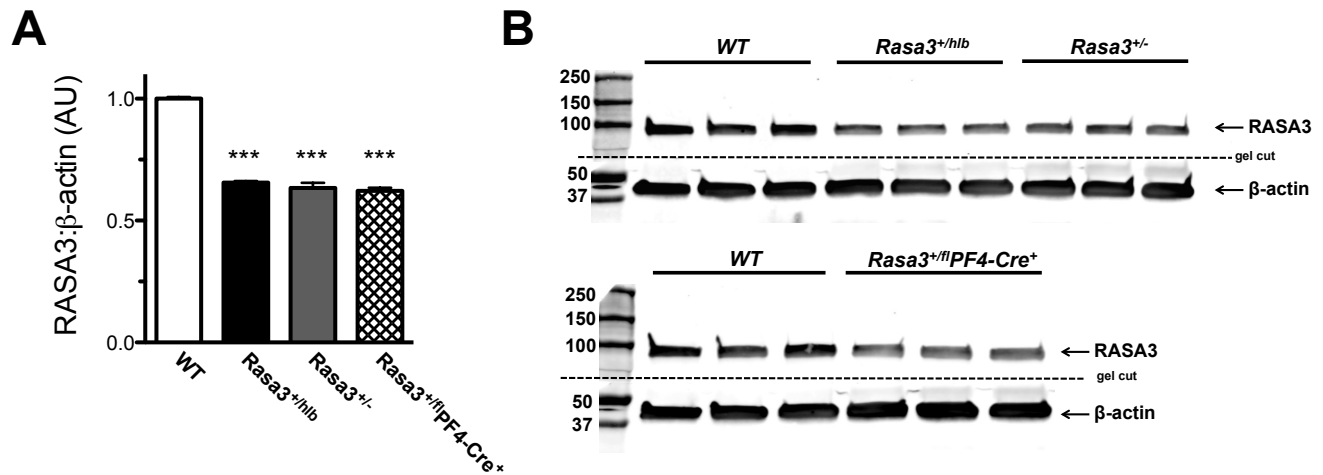 A
RASA3:β-actin (AU)
1.0
0.5
0.0
***
***
***
WT
Rasa3+/hlb
Rasa3+/-
Rasa3+/flPF4-Cre+
B
WT
Rasa3+/hlb
Rasa3+/-
250
150
100
50
37
RASA3
gel cut
β-actin
WT
Rasa3+/flPF4-Cre+
250
150
100
50
37
RASA3
gel cut
β-actin